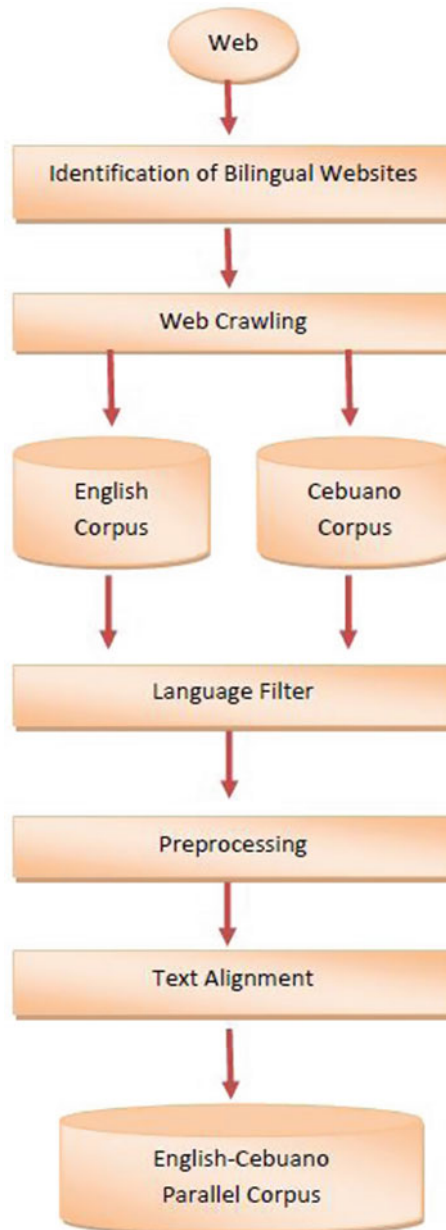 Web
Identification of Bilingual Websites
Web Crawling
English
Corpus
Cebuano
Corpus
Language Filter
Preprocessing
Text Alignment
English-Cebuano
Parallel Corpus